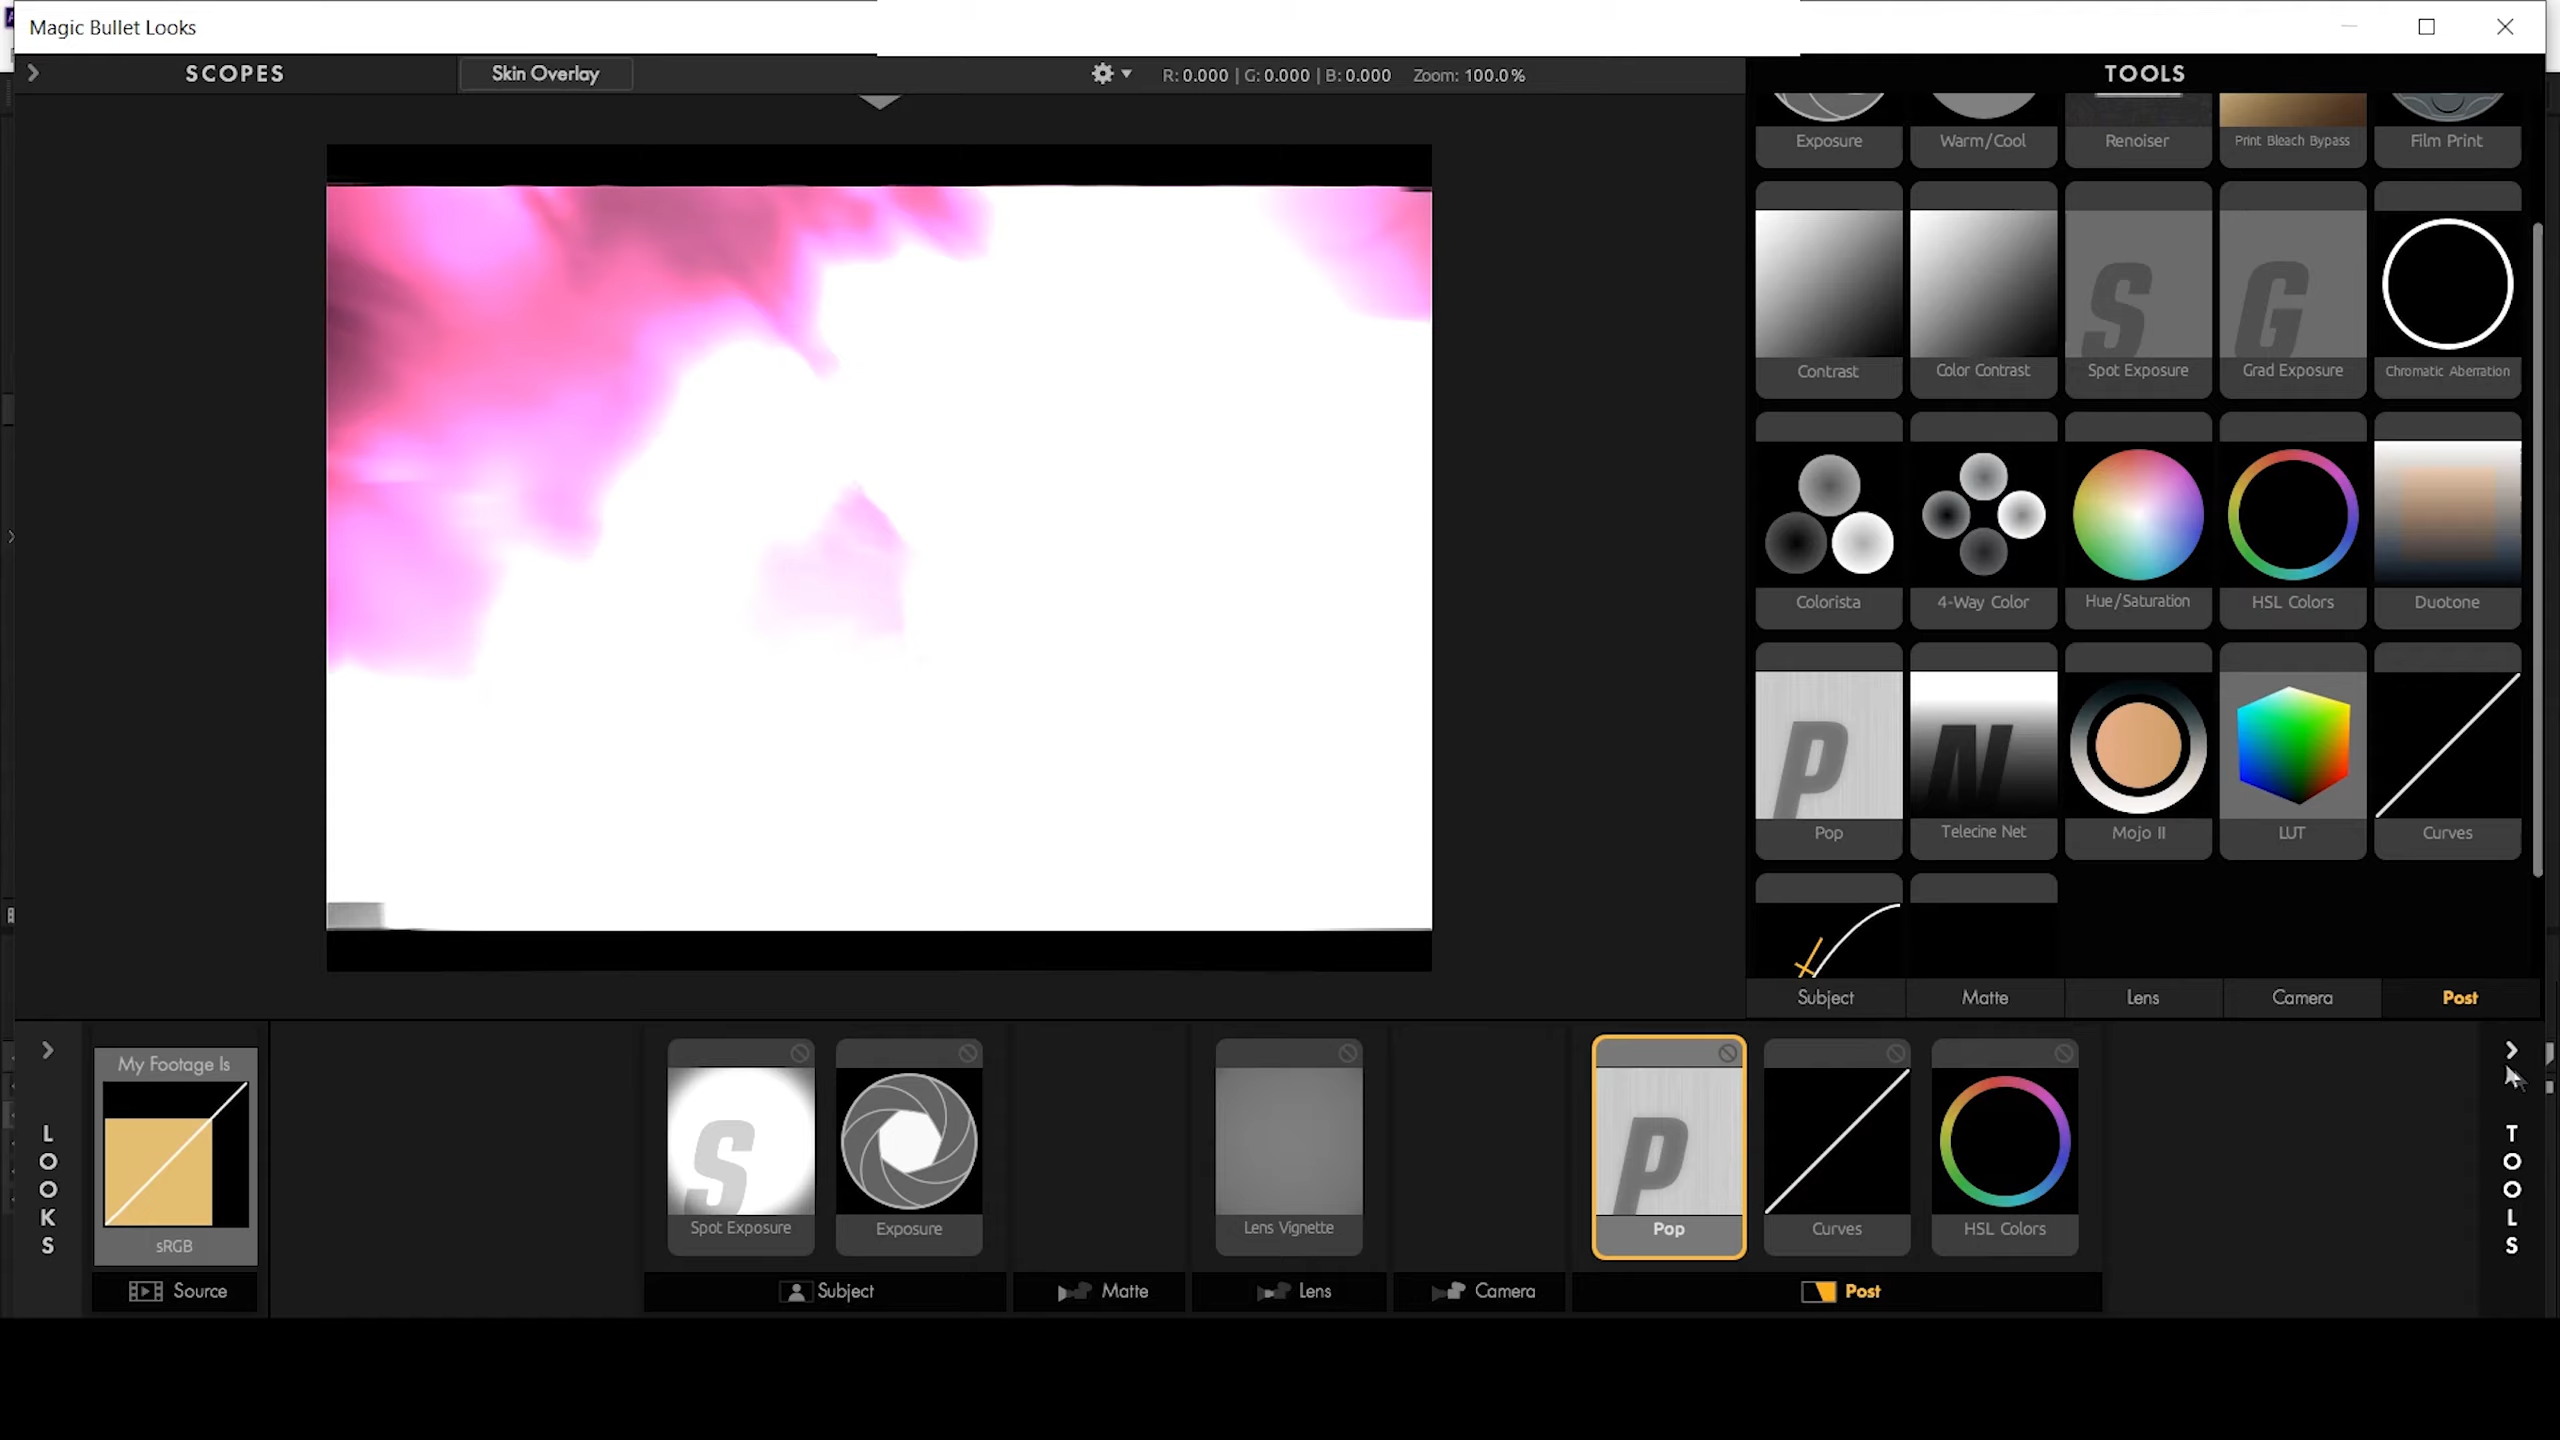 Magic Bullet Looks
SCOPES
Skin Overlay
R: 0.000 | G: 0.000 | B: 0.000 Zoom: 100.0%
TOOLS
Exposure
Warm/Cool
Renoiser
Print Bleach Bypass
Film Print
Contrast
Color Contrast
S
Spot Exposure
G
Grad Exposure
Chromatic Aberration
Colorista
4-Way Color
Hue/Saturation
HSL Colors
Duotone
P
Pop
N
Telecine Net
Mojo II
LUT
Curves
Subject
Matte
Lens
Camera
Post
LOOKS
My Footage Is
sRGB
Source
S
Spot Exposure
Exposure
Subject
Matte
Lens Vignette
Lens
Camera
P
Pop
Curves
HSL Colors
Post
TOOLS